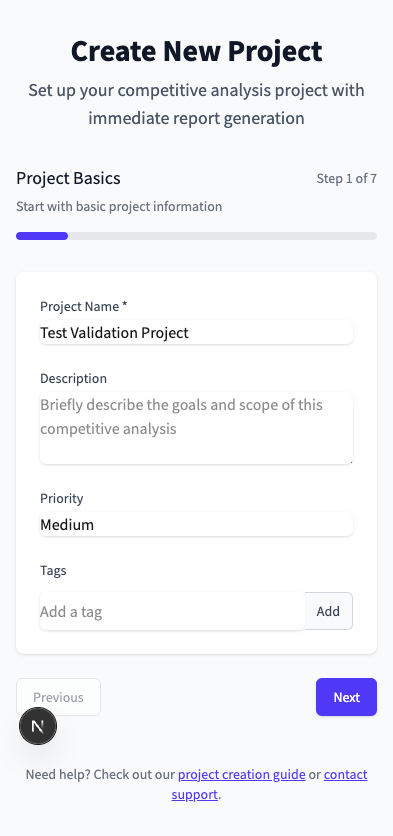 Create New Project
Set up your competitive analysis project with
immediate report generation
Project Basics
Step 1 of 7
Start with basic project information
Project Name *
Test Validation Project
Description
Briefly describe the goals and scope of this
competitive analysis
Priority
Medium
Tags
Add a tag
Add
Previous
Next
N
Need help? Check out our project creation guide or contact
support.